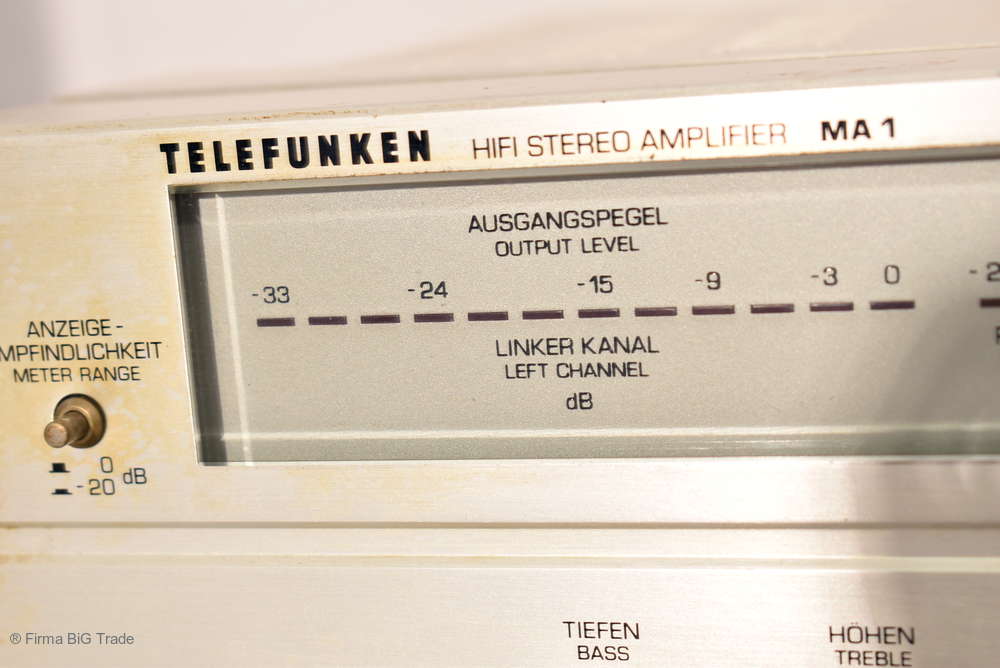 TELEFUNKEN HIFI STEREO AMPLIFIER MA 1
AUSGANGSPEGEL
OUTPUT LEVEL
-33 -24 -15 -9 -3 0
LINKER KANAL
LEFT CHANNEL
dB
ANZEIGE-
MPFINDLICHKEIT
METER RANGE
0
-20 dB
TIEFEN
BASS
HÖHEN
TREBLE
® Firma BiG Trade